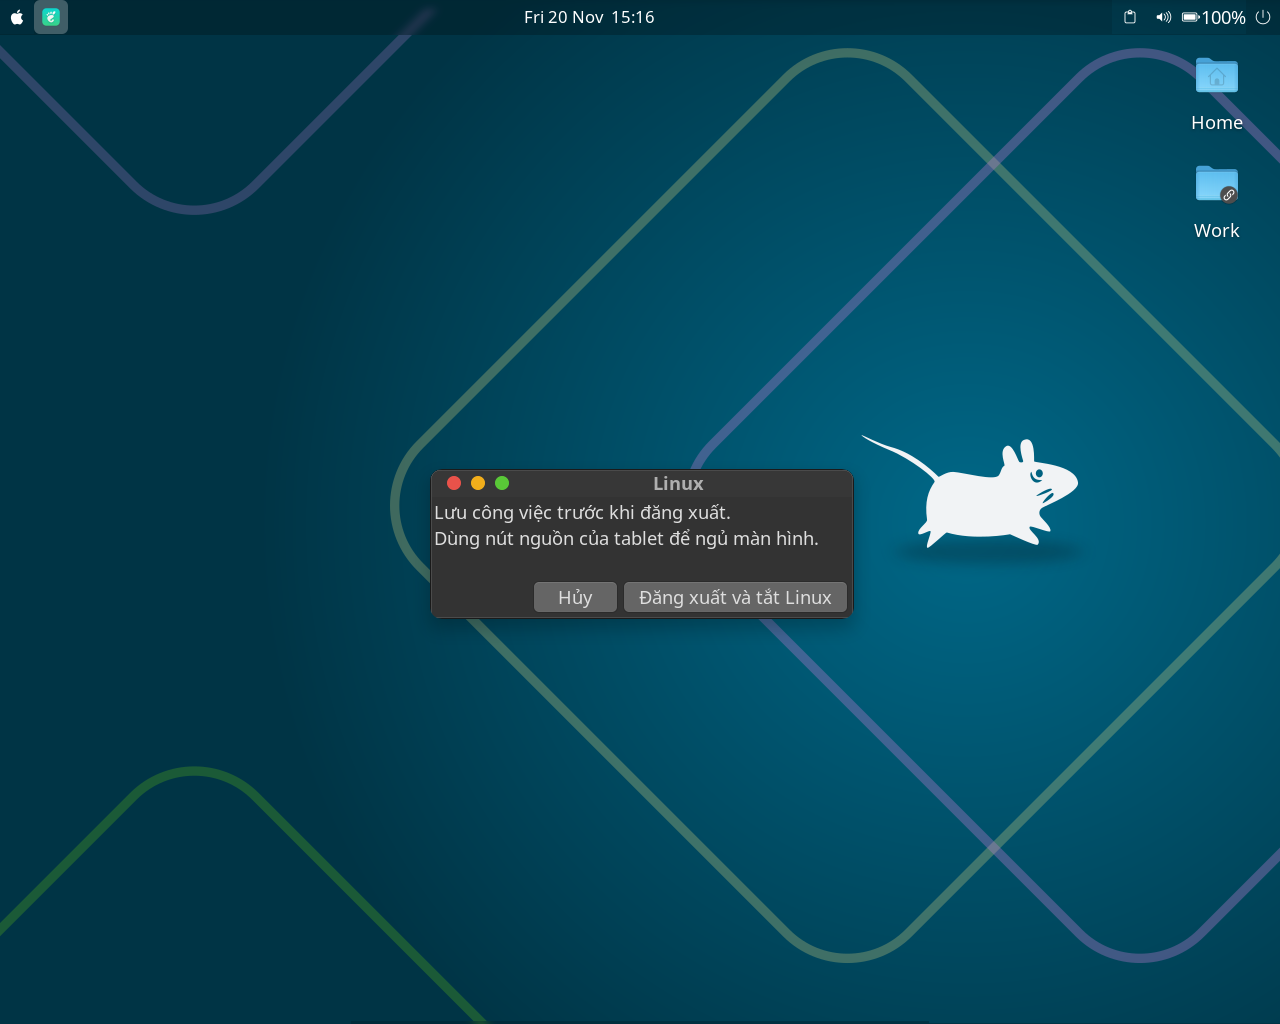 Fri 20 Nov 15:16
100%
Home
Work
Linux
Lưu công việc trước khi đăng xuất.
Dùng nút nguồn của tablet để ngủ màn hình.
Hủy
Đăng xuất và tắt Linux